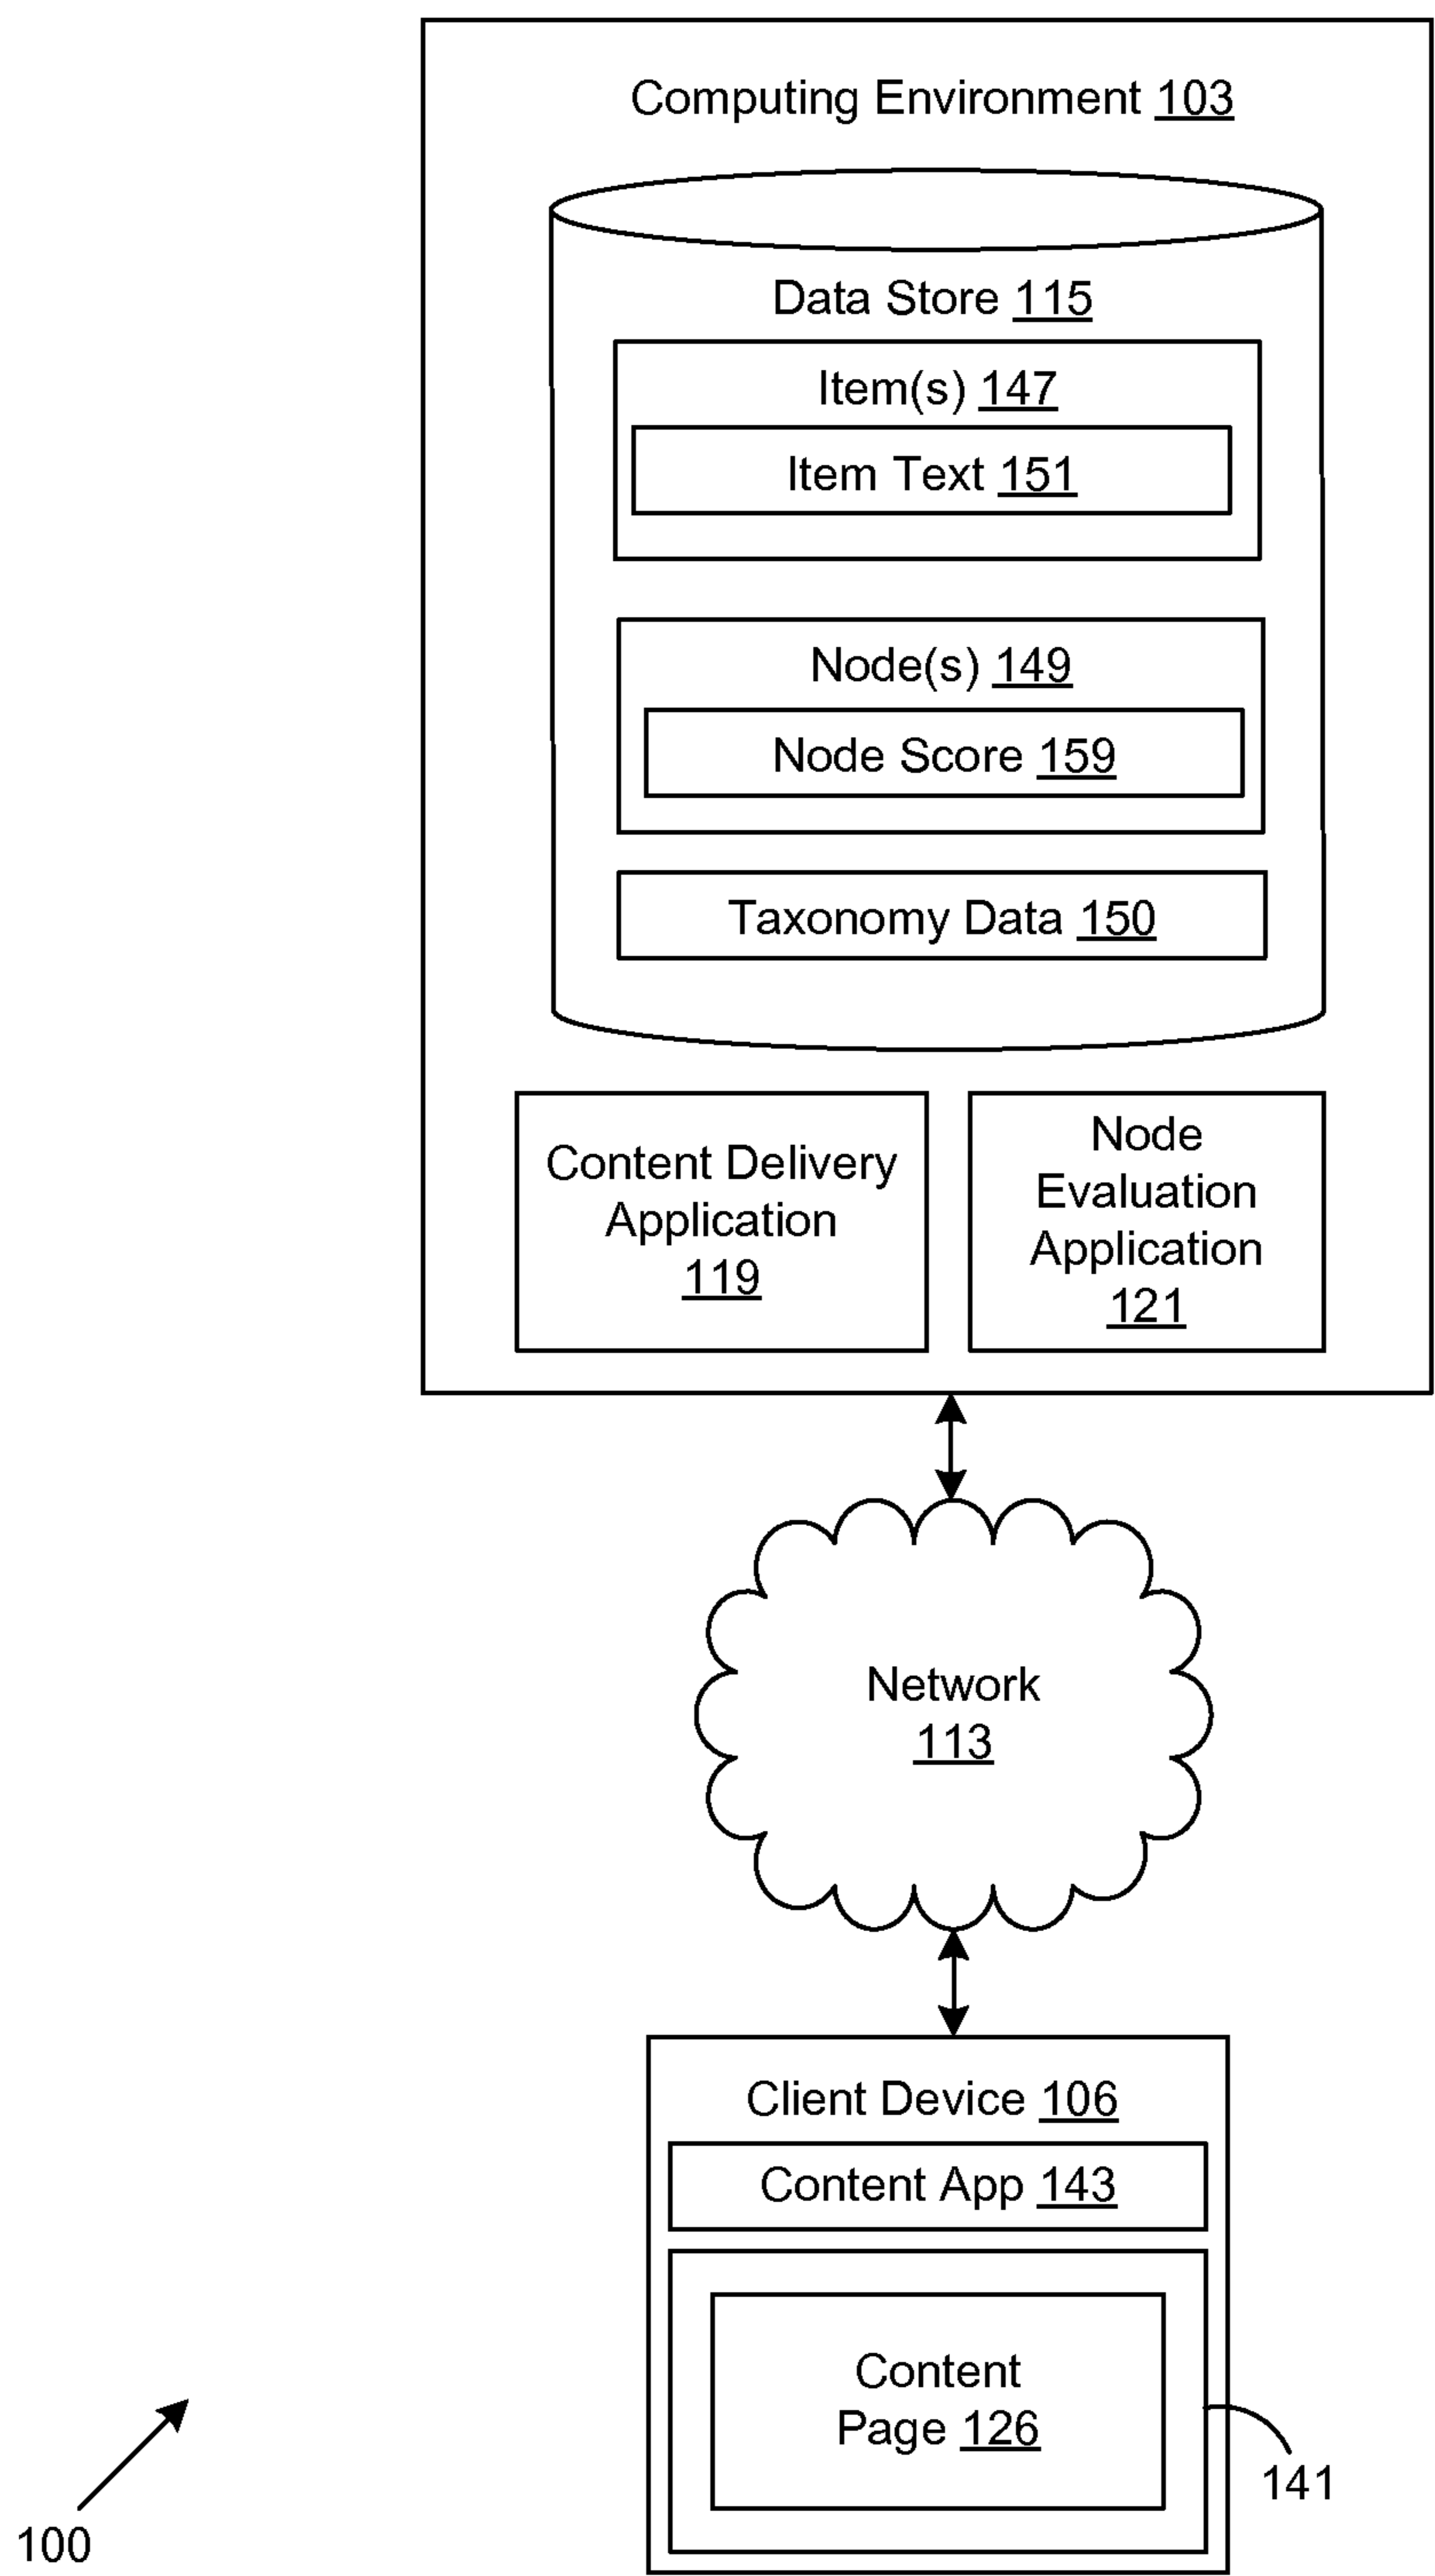 Computing Environment 103
Data Store 115
Item(s) 147
Item Text 151
Node(s) 149
Node Score 159
Taxonomy Data 150
Content Delivery
Application
119
Node
Evaluation
Application
121
Network
113
Client Device 106
Content App 143
Content
Page 126
141
100